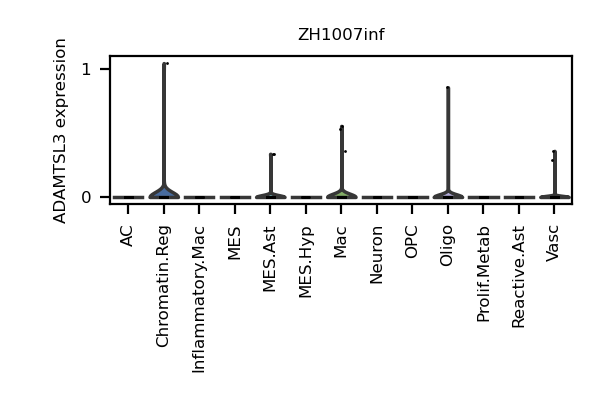 ZH1007inf
ADAMTSL3 expression
1
0
AC
Chromatin.Reg
Inflammatory.Mac
MES
MES.Ast
MES.Hyp
Mac
Neuron
OPC
Oligo
Prolif.Metab
Reactive.Ast
Vasc